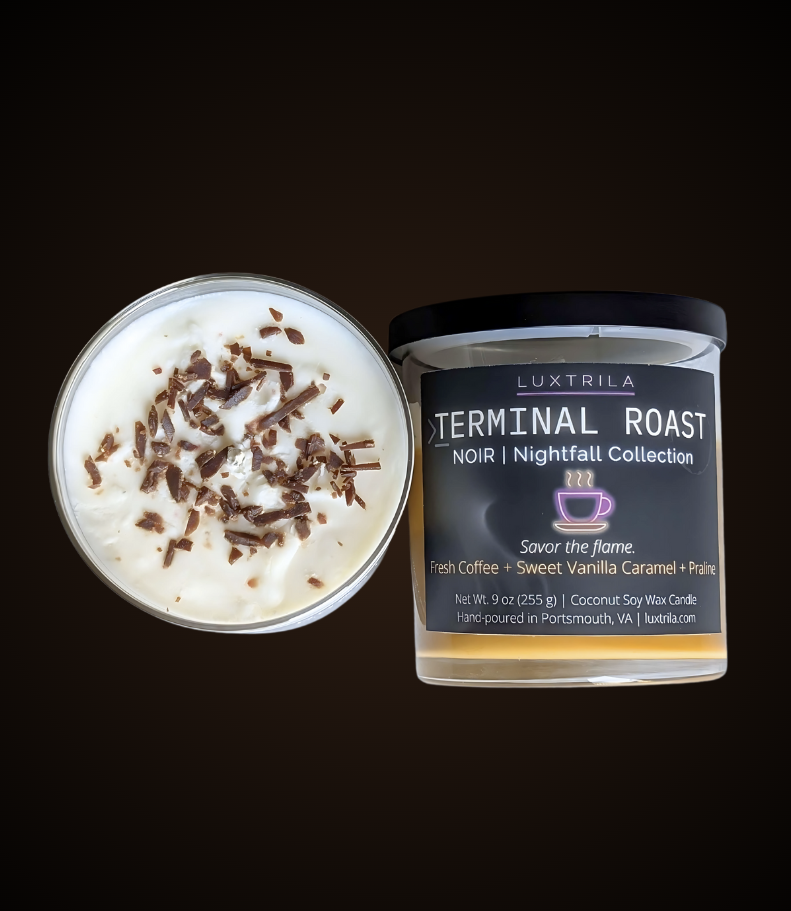 LUXTRILA
>TERMINAL ROAST
NOIR | Nightfall Collection
Savor the flame.
Fresh Coffee + Sweet Vanilla Caramel + Praline
Net Wt. 9 oz (255 g) | Coconut Soy Wax Candle
Hand-poured in Portsmouth, VA | luxtrila.com